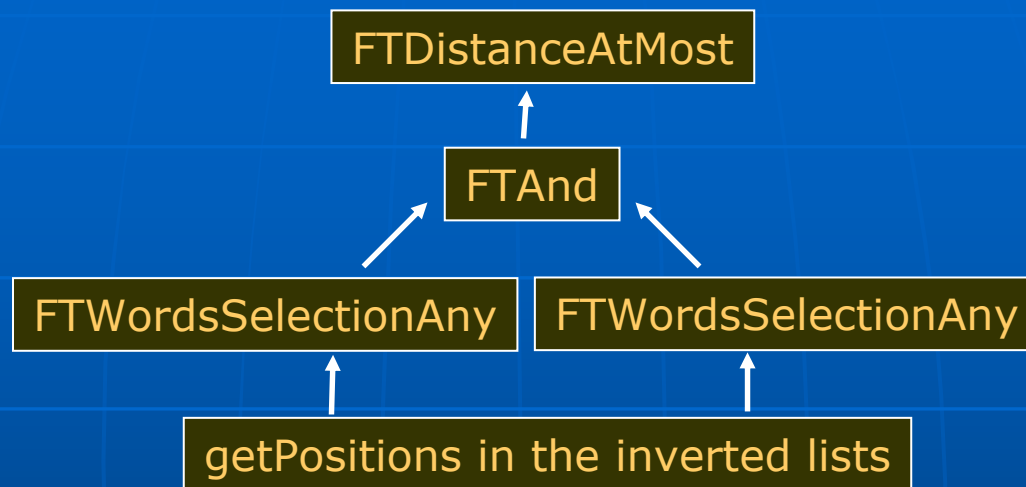 FTDistanceAtMost
FTAnd
FTWordsSelectionAny
FTWordsSelectionAny
getPositions in the inverted lists